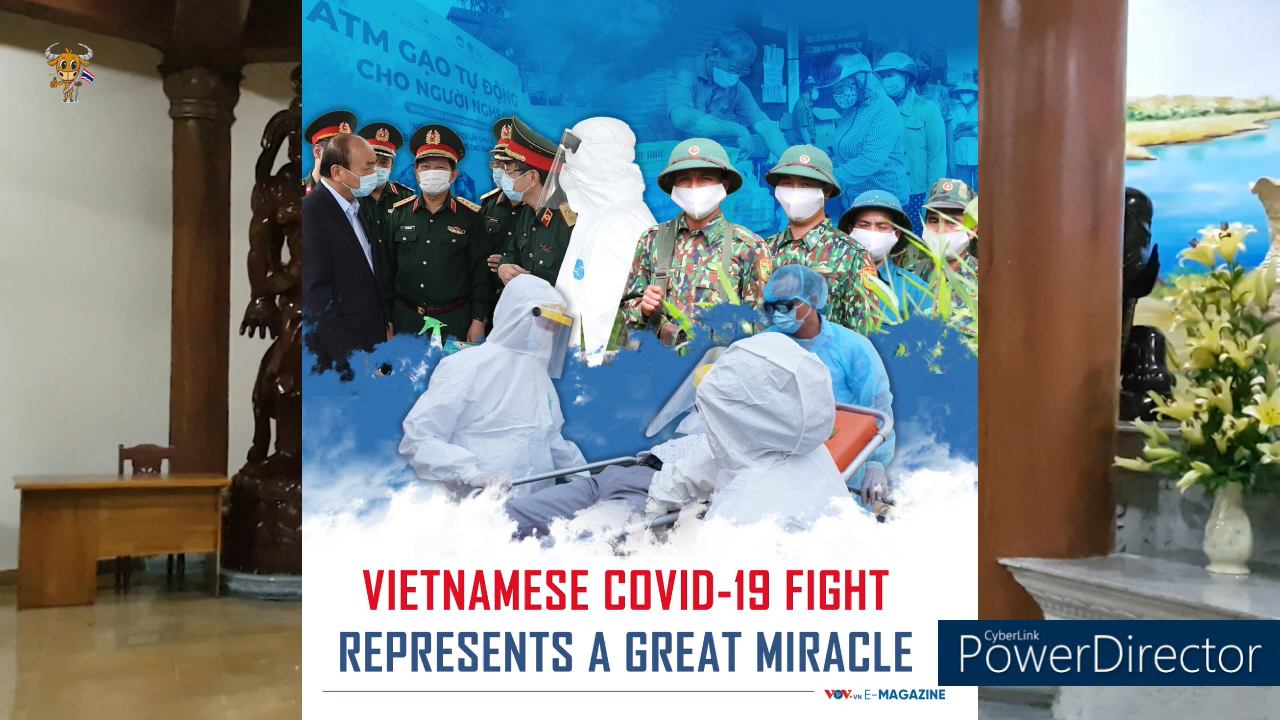 ATM GẠO TỰ ĐỘNG
CHO NGƯỜI NGHÈO
VIETNAMESE COVID-19 FIGHT
REPRESENTS A GREAT MIRACLE
VOV.VN E-MAGAZINE
CyberLink
PowerDirector